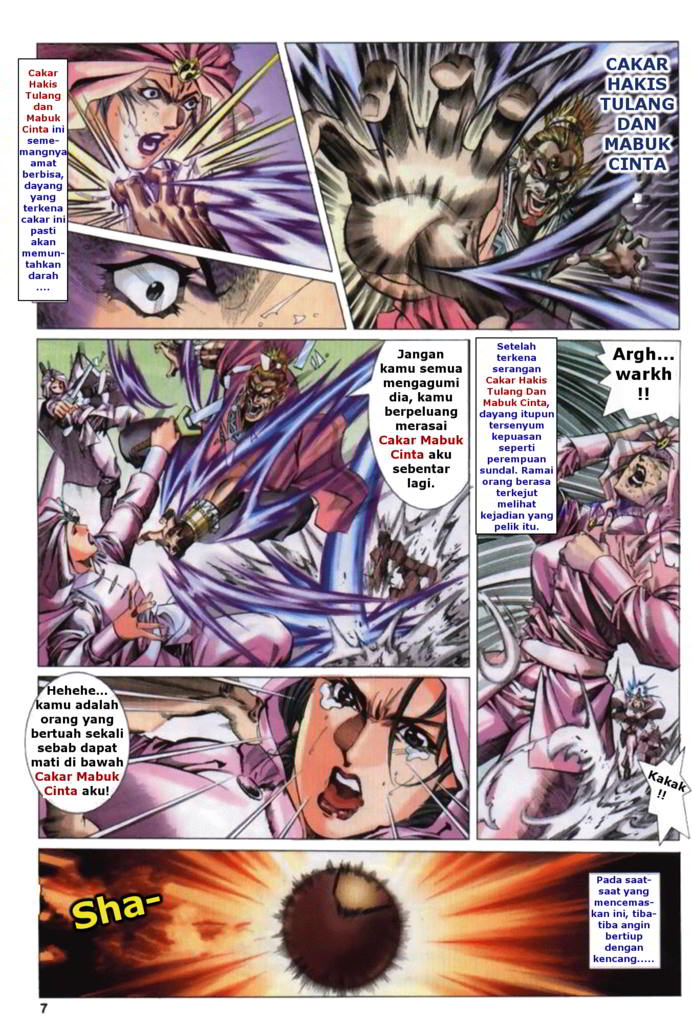 Cakar
Hakis
Tulang
dan
Mabuk
Cinta ini
seme-
mangnya
amat
berbisa,
dayang
yang
terkena
cakar ini
pasti
akan
memun-
tahkan
darah
....
CAKAR
HAKIS
TULANG
DAN
MABUK
CINTA
Jangan
kamu semua
mengagumi
dia, kamu
berpeluang
merasai
Cakar Mabuk
Cinta aku
sebentar
lagi.
Setelah
terkena
serangan
Cakar Hakis
Tulang Dan
Mabuk Cinta,
dayang itupun
tersenyum
kepuasan
seperti
perempuan
sundal. Ramai
orang berasa
terkejut
melihat
kejadian yang
pelik itu.
Argh...
warkh
!!
Hehehe...
kamu adalah
orang yang
bertuah sekali
sebab dapat
mati di bawah
Cakar Mabuk
Cinta aku!
Kakak
!!
Sha-
Pada saat-
saat yang
mencemas-
kan ini, tiba-
tiba angin
bertiup
dengan
kencang.....
7